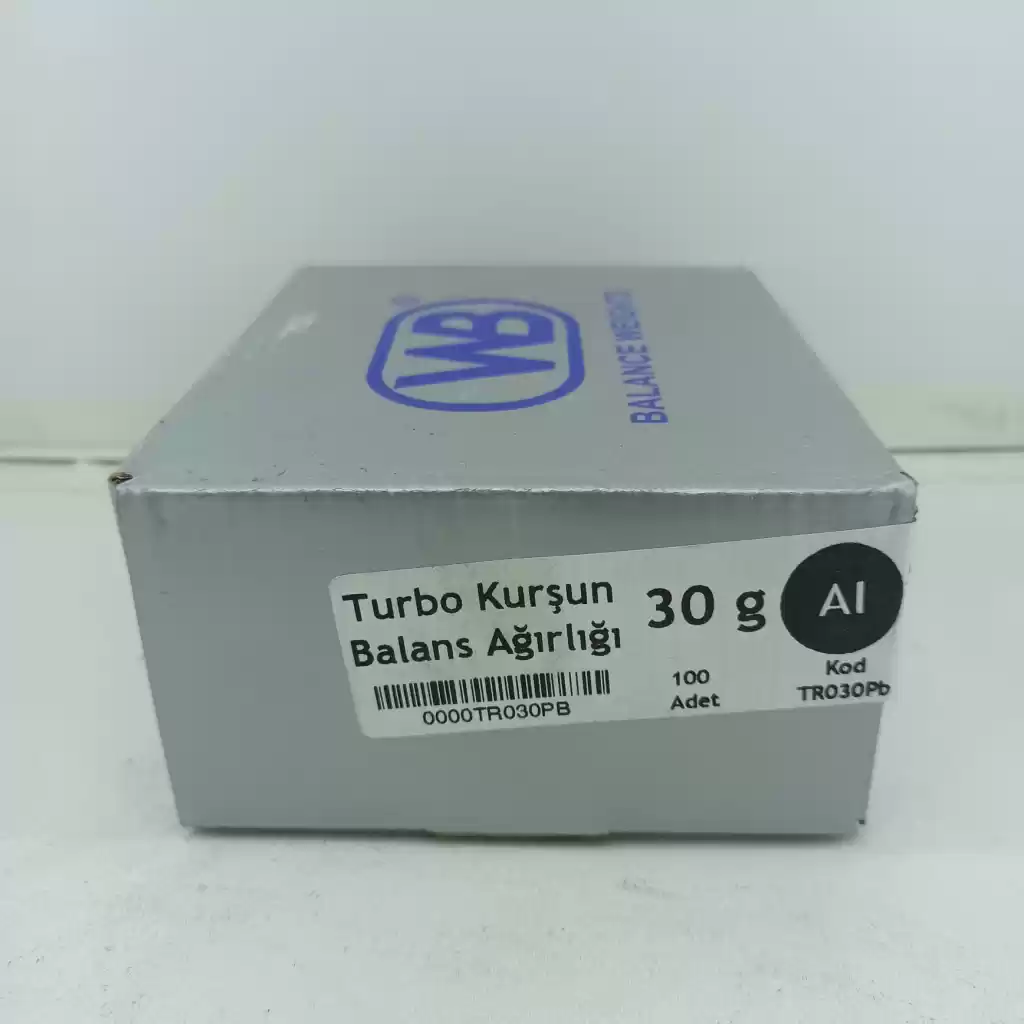 WB®
BALANCE WEIGHTS
Turbo Kurşun
Balans Ağırlığı
30 g
Al
0000TR030PB
100
Adet
Kod
TR030Pb